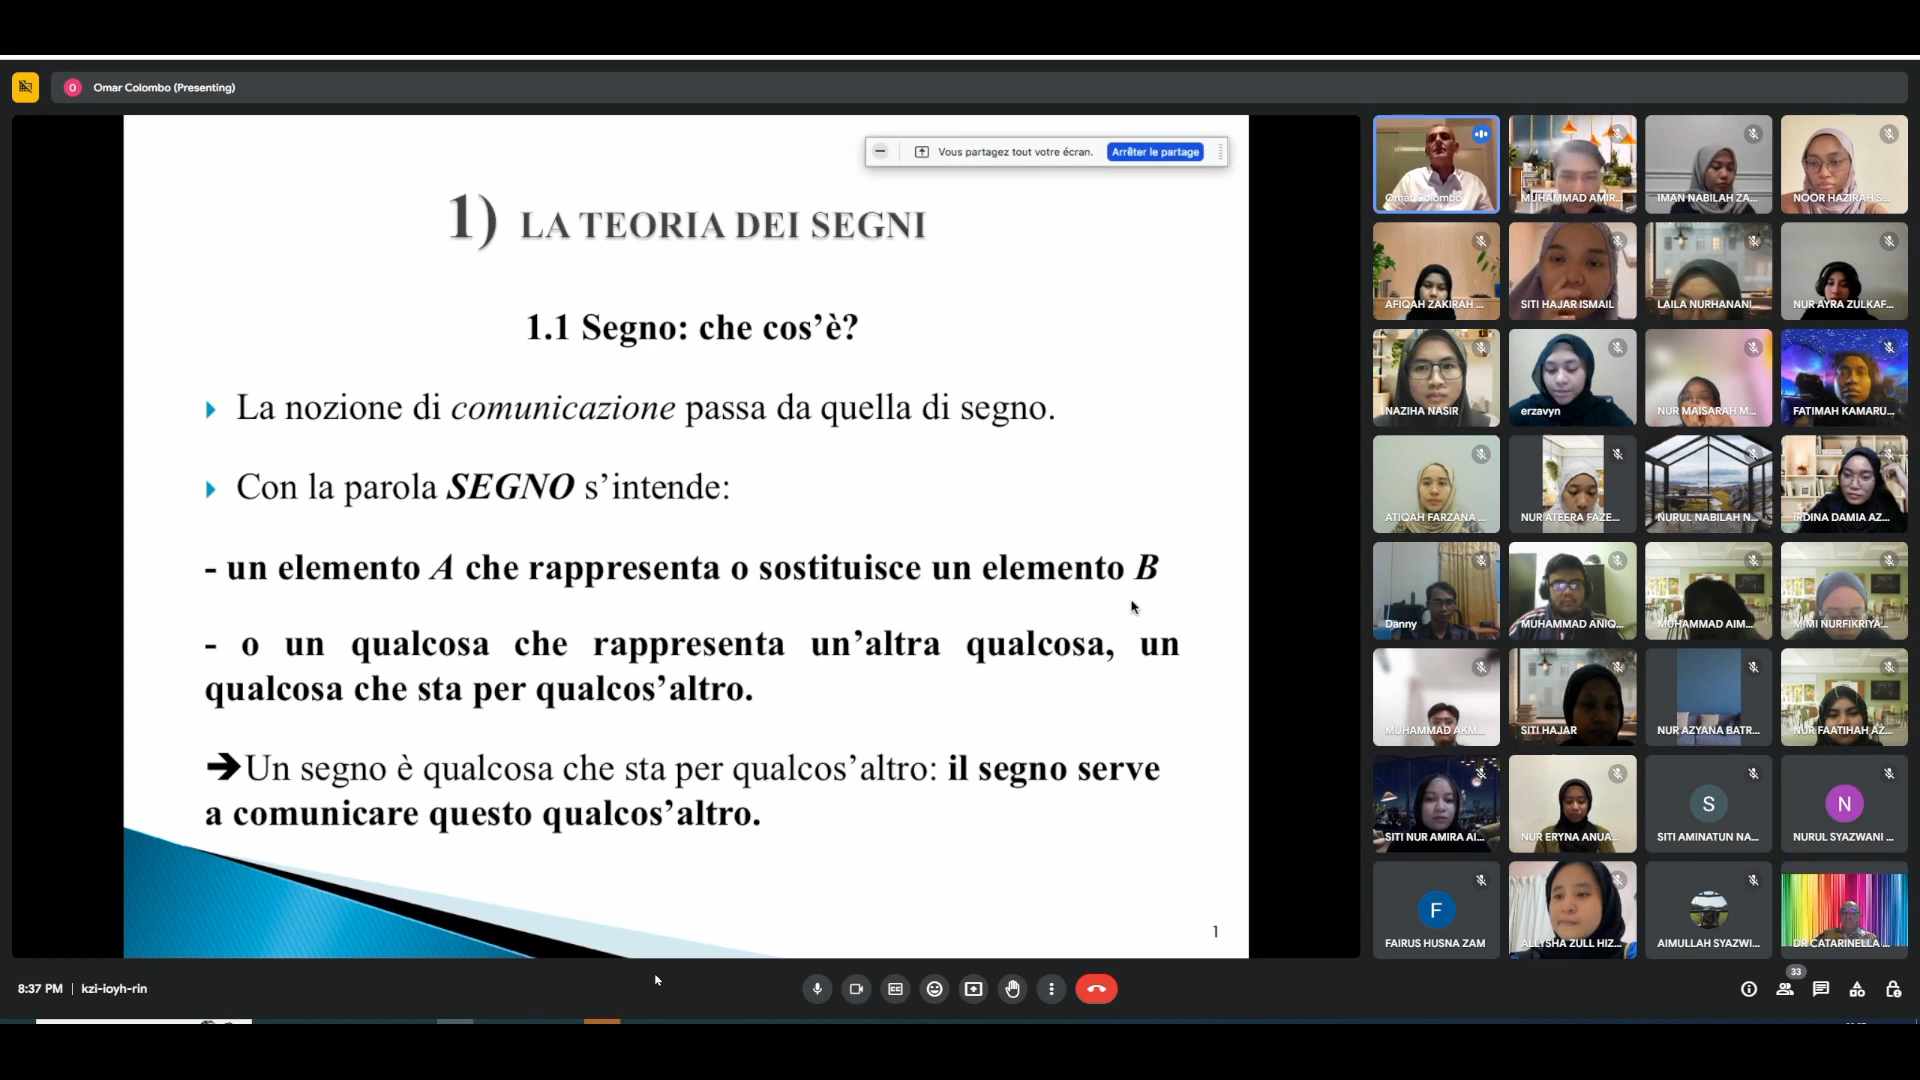 O Omar Colombo (Presenting)
Vous partagez tout votre écran. Arrêter le partage
1) LA TEORIA DEI SEGNI
1.1 Segno: che cos’è?
La nozione di comunicazione passa da quella di segno.
Con la parola SEGNO s’intende:
- un elemento A che rappresenta o sostituisce un elemento B
- o un qualcosa che rappresenta un’altra qualcosa, un
qualcosa che sta per qualcos’altro.
➔Un segno è qualcosa che sta per qualcos’altro: il segno serve
a comunicare questo qualcos’altro.
1
Omar Colombo
MUHAMMAD AMIR...
IMAN NABILAH ZA...
NOOR HAZIRAH S...
AFIQAH ZAKIRAH ...
SITI HAJAR ISMAIL
LAILA NURHANANI...
NUR AYRA ZULKAF...
NAZIHA NASIR
erzavyn
NUR MAISARAH M...
FATIMAH KAMARU...
ATIQAH FARZANA ...
NUR ATEERA FAZE...
NURUL NABILAH N...
IRDINA DAMIA AZ...
Danny
MUHAMMAD ANIQ...
MUHAMMAD AIM...
MIMI NURFIKRIYA...
MUHAMMAD AKM...
SITI HAJAR
NUR AZYANA BATR...
NUR FAATIHAH AZ...
SITI NUR AMIRA AI...
NUR ERYNA ANUA...
S
SITI AMINATUN NA...
N
NURUL SYAZWANI ...
F
FAIRUS HUSNA ZAM
ALLYSHA ZULL HIZ...
AIMULLAH SYAZWI...
DR CATARINELLA ...
8:37 PM | kzi-ioyh-rin
33